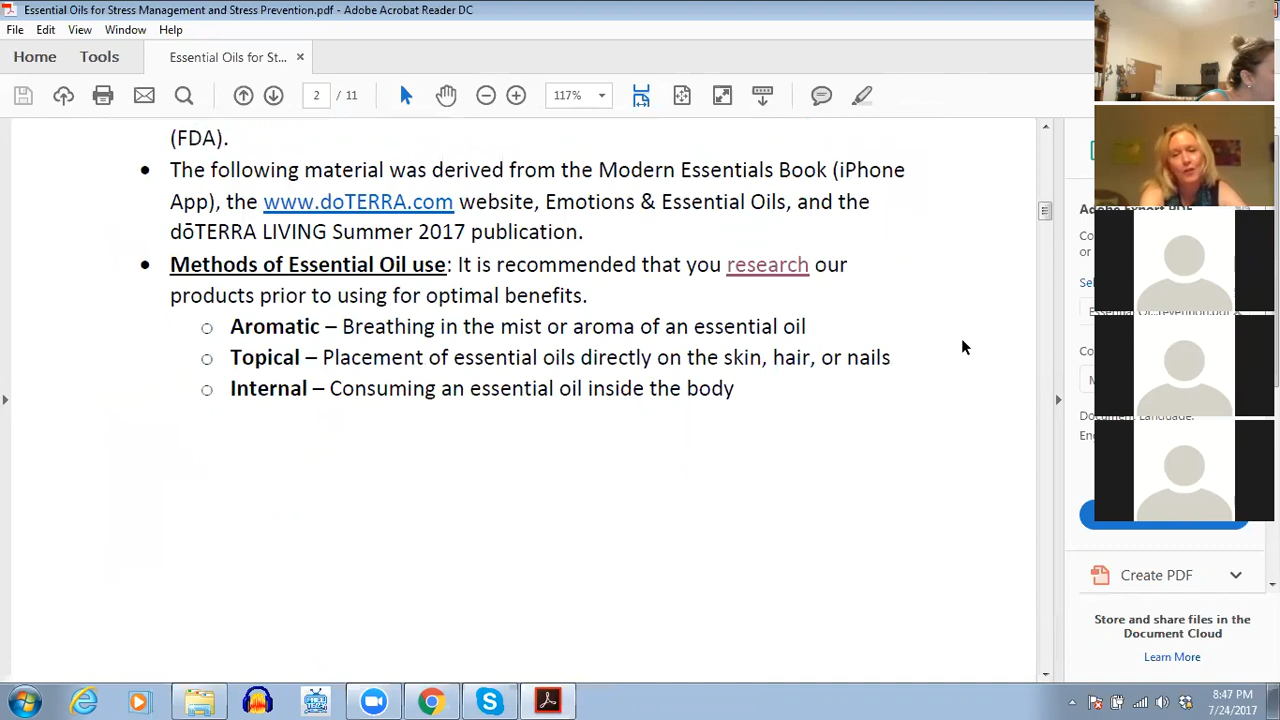 Essential Oils for Stress Management and Stress Prevention.pdf - Adobe Acrobat Reader DC
File Edit View Window Help
Home Tools Essential Oils for St... ×
2 / 11 117%
(FDA).
• The following material was derived from the Modern Essentials Book (iPhone
App), the www.doTERRA.com website, Emotions & Essential Oils, and the
dōTERRA LIVING Summer 2017 publication.
• Methods of Essential Oil use: It is recommended that you research our
products prior to using for optimal benefits.
○ Aromatic – Breathing in the mist or aroma of an essential oil
○ Topical – Placement of essential oils directly on the skin, hair, or nails
○ Internal – Consuming an essential oil inside the body
Create PDF
Store and share files in the
Document Cloud
Learn More
8:47 PM
7/24/2017